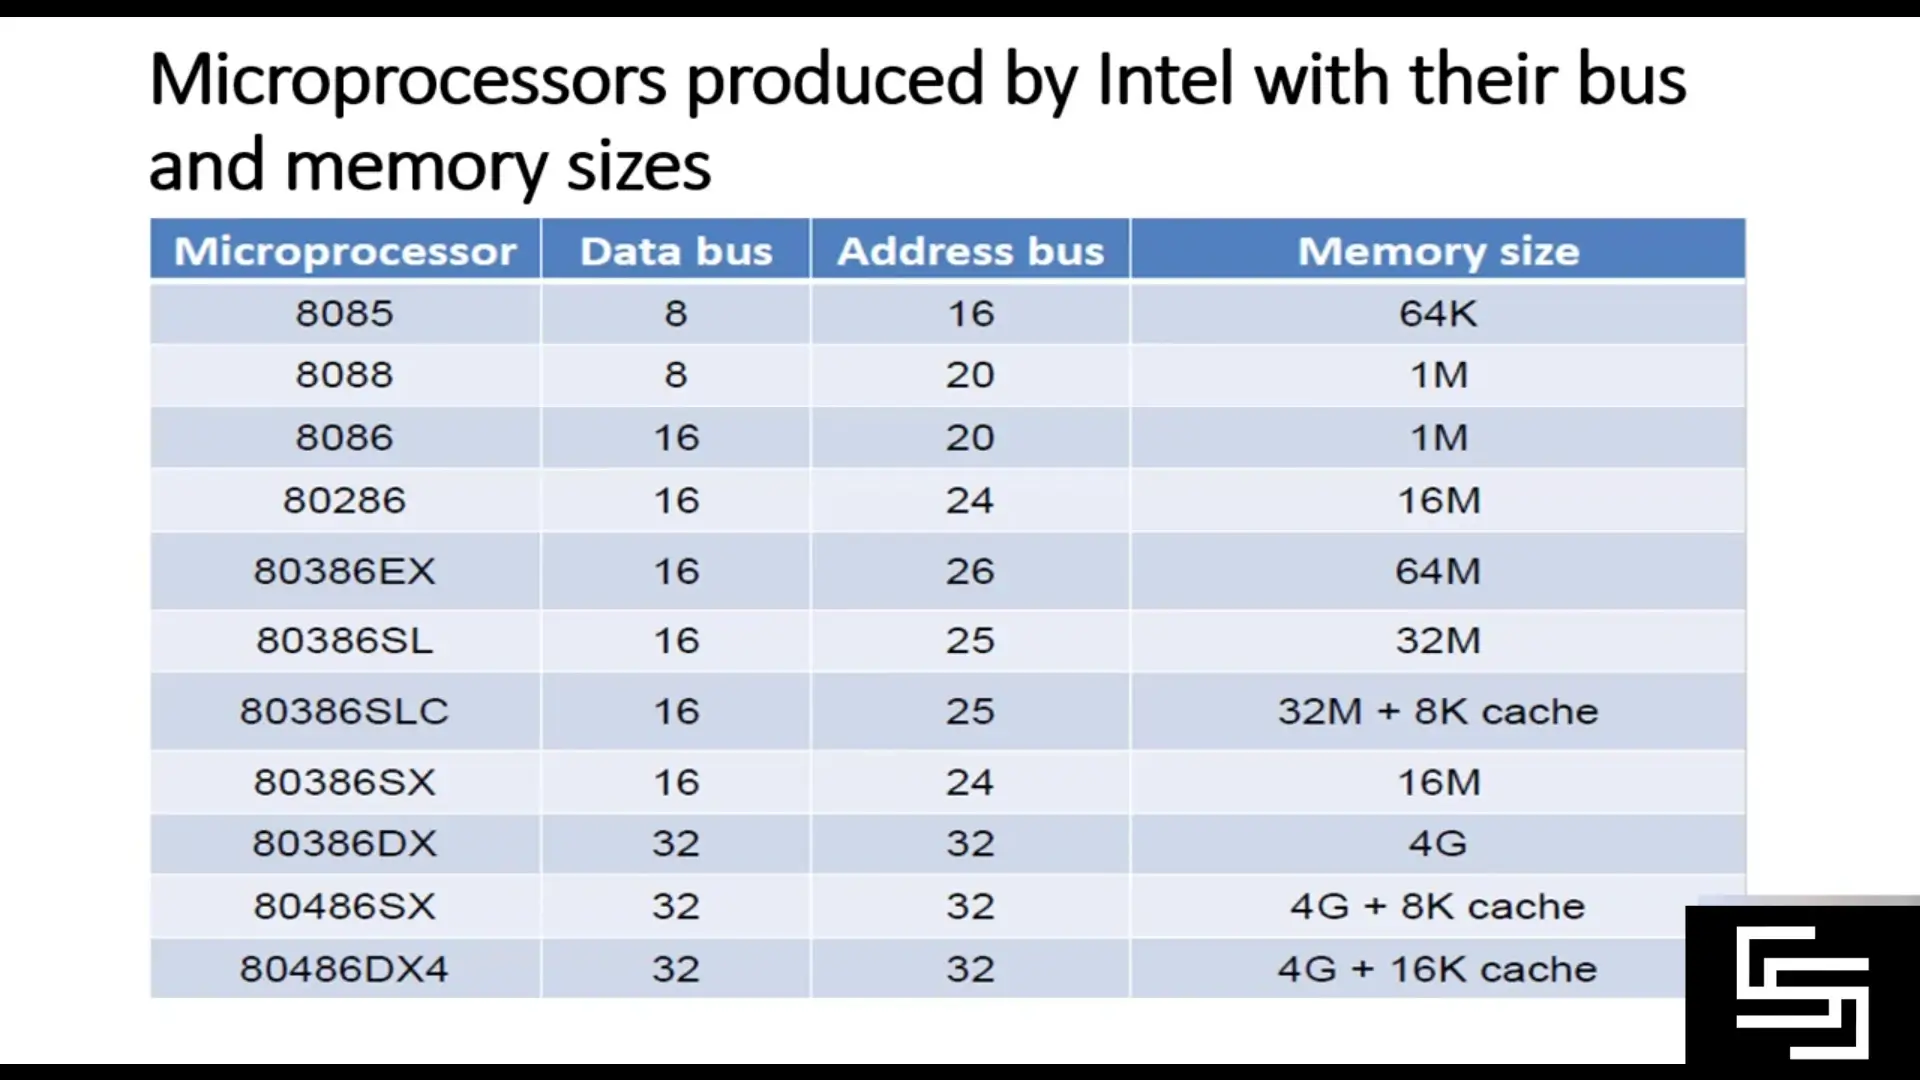 Microprocessors produced by Intel with their bus
and memory sizes
Microprocessor Data bus Address bus Memory size
8085 8 16 64K
8088 8 20 1M
8086 16 20 1M
80286 16 24 16M
80386EX 16 26 64M
80386SL 16 25 32M
80386SLC 16 25 32M + 8K cache
80386SX 16 24 16M
80386DX 32 32 4G
80486SX 32 32 4G + 8K cache
80486DX4 32 32 4G + 16K cache